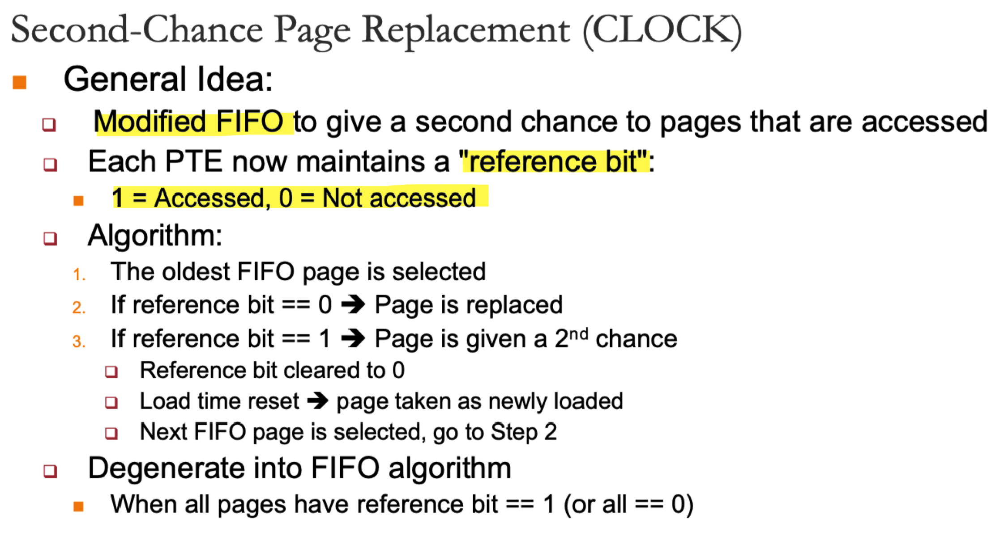 Second-Chance Page Replacement (CLOCK)
General Idea:
Modified FIFO to give a second chance to pages that are accessed
Each PTE now maintains a "reference bit":
1 = Accessed, 0 = Not accessed
Algorithm:
1. The oldest FIFO page is selected
2. If reference bit == 0 ➔ Page is replaced
3. If reference bit == 1 ➔ Page is given a 2nd chance
Reference bit cleared to 0
Load time reset ➔ page taken as newly loaded
Next FIFO page is selected, go to Step 2
Degenerate into FIFO algorithm
When all pages have reference bit == 1 (or all == 0)